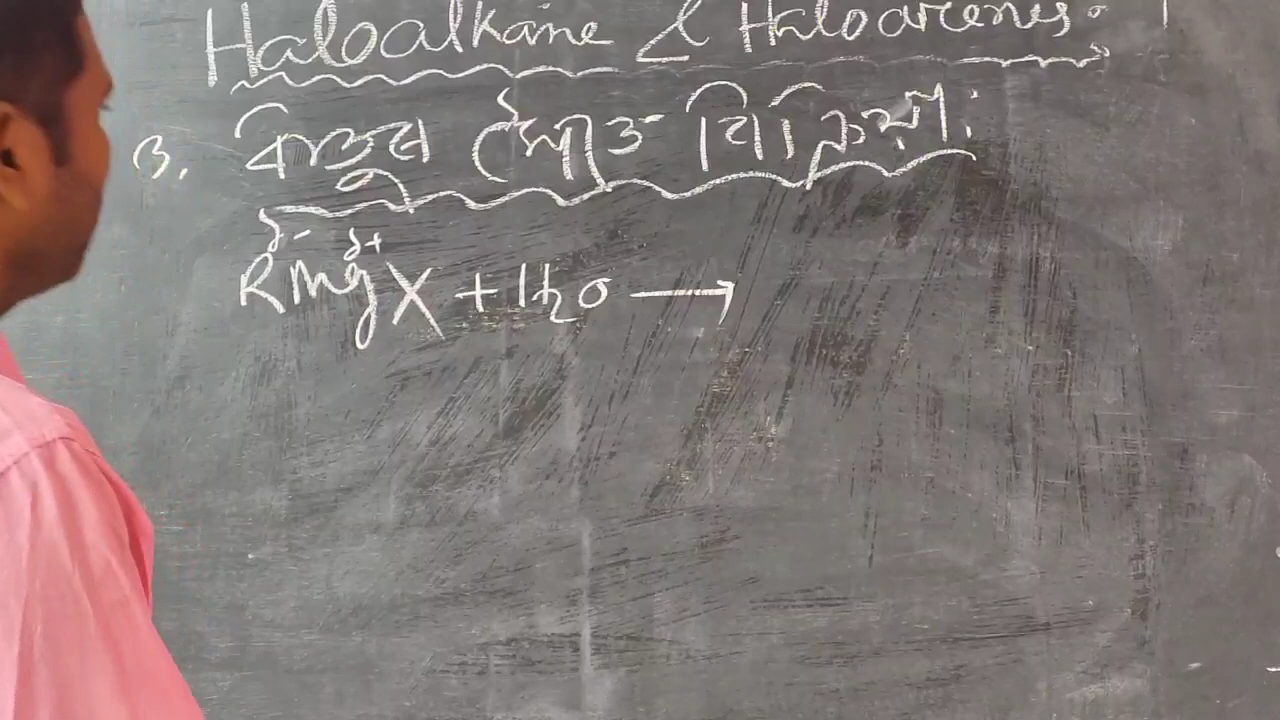 Haloalkane & Haloarenes.
3. কিছুৰ সৈতে বিক্ৰিয়া:
δ- δ+
RMgX + H₂O ⟶